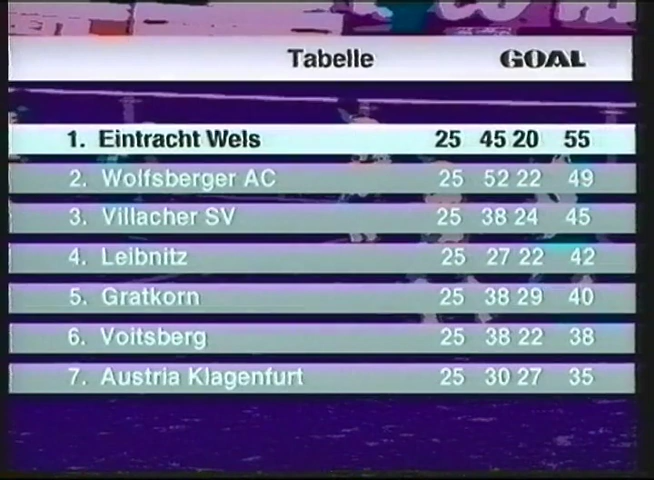 Tabelle GOAL
1. Eintracht Wels 25 45 20 55
2. Wolfsberger AC 25 52 22 49
3. Villacher SV 25 38 24 45
4. Leibnitz 25 27 22 42
5. Gratkorn 25 38 29 40
6. Voitsberg 25 38 22 38
7. Austria Klagenfurt 25 30 27 35